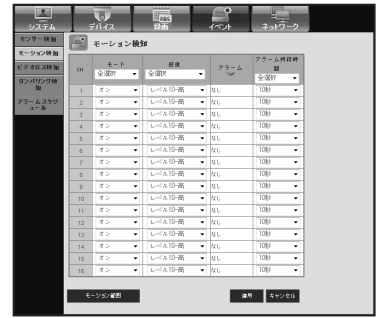 システム デバイス 録画 イベント ネットワーク
センサー検知
モーション検知
ビデオロス検知
タンパリング検
知
アラームスケジ
ュール
モーション検知
CH モード 感度 アラーム アラーム持続時
間
全選択 全選択 全選択
1 オン レベル10-高 なし 10秒
2 オン レベル10-高 なし 10秒
3 オン レベル10-高 なし 10秒
4 オン レベル10-高 なし 10秒
5 オン レベル10-高 なし 10秒
6 オン レベル10-高 なし 10秒
7 オン レベル10-高 なし 10秒
8 オン レベル10-高 なし 10秒
9 オン レベル10-高 なし 10秒
10 オン レベル10-高 なし 10秒
11 オン レベル10-高 なし 10秒
12 オン レベル10-高 なし 10秒
13 オン レベル10-高 なし 10秒
14 オン レベル10-高 なし 10秒
15 オン レベル10-高 なし 10秒
16 オン レベル10-高 なし 10秒
モーション範囲 適用 キャンセル